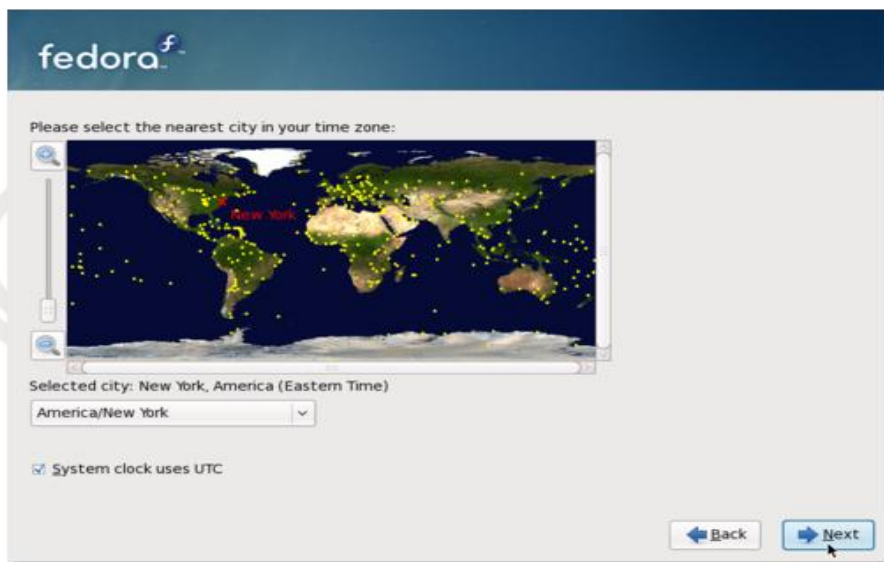 fedora
Please select the nearest city in your time zone:
New York
Selected city: New York, America (Eastern Time)
America/New York
System clock uses UTC
Back
Next